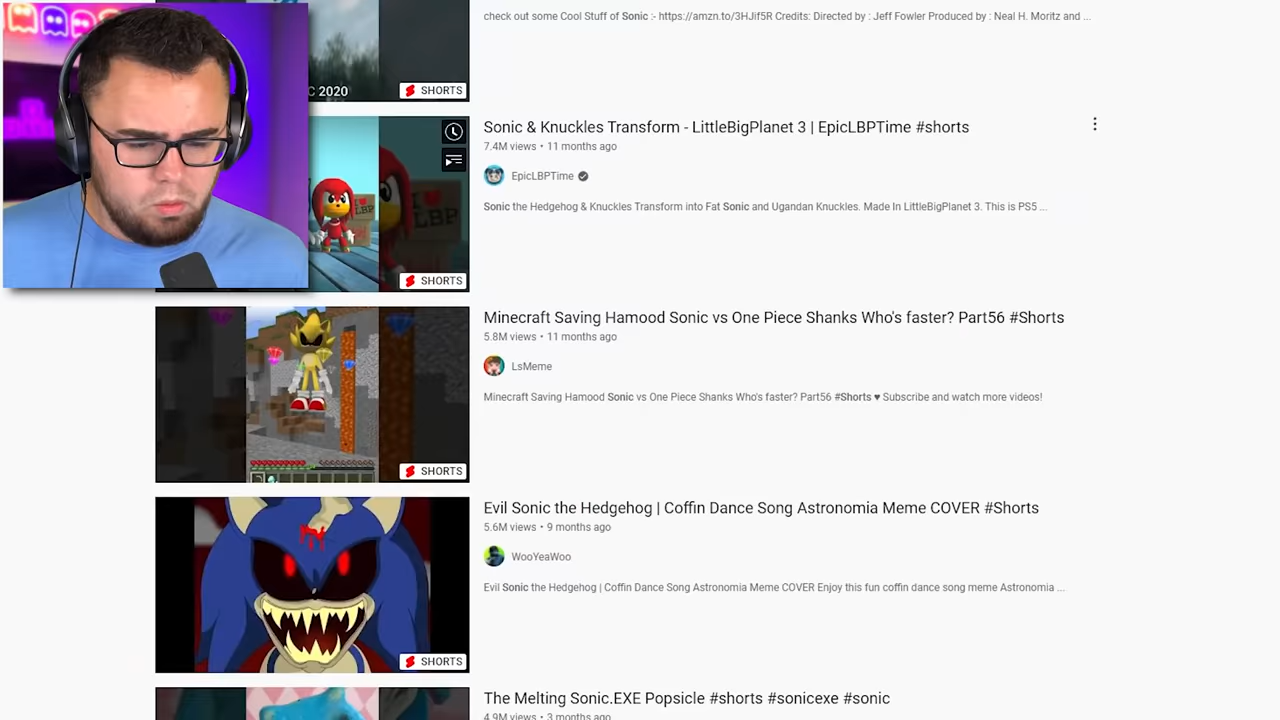 check out some Cool Stuff of Sonic :- https://amzn.to/3HJif5R Credits: Directed by : Jeff Fowler Produced by : Neal H. Moritz and ...
C 2020
SHORTS
Sonic & Knuckles Transform - LittleBigPlanet 3 | EpicLBPTime #shorts
7.4M views • 11 months ago
EpicLBPTime
Sonic the Hedgehog & Knuckles Transform into Fat Sonic and Ugandan Knuckles. Made In LittleBigPlanet 3. This is PS5 ...
I ♥
LBP
SHORTS
Minecraft Saving Hamood Sonic vs One Piece Shanks Who's faster? Part56 #Shorts
5.8M views • 11 months ago
LsMeme
Minecraft Saving Hamood Sonic vs One Piece Shanks Who's faster? Part56 #Shorts ♥ Subscribe and watch more videos!
SHORTS
Evil Sonic the Hedgehog | Coffin Dance Song Astronomia Meme COVER #Shorts
5.6M views • 9 months ago
WooYeaWoo
Evil Sonic the Hedgehog | Coffin Dance Song Astronomia Meme COVER Enjoy this fun coffin dance song meme Astronomia ...
SHORTS
The Melting Sonic.EXE Popsicle #shorts #sonicexe #sonic
4.9M views • 3 months ago